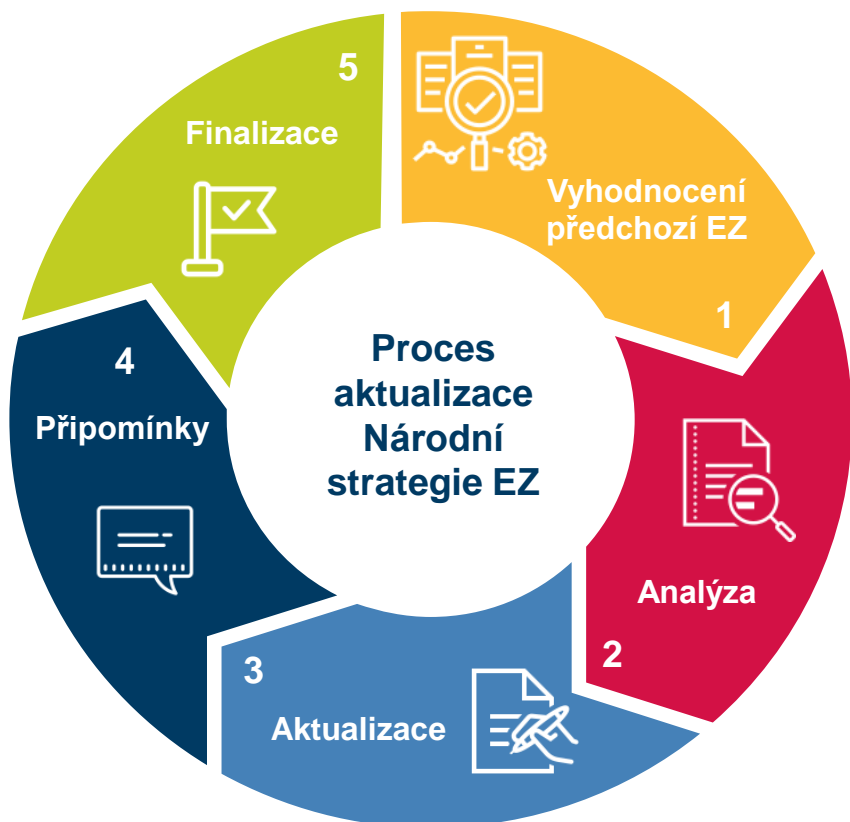 Proces
aktualizace
Národní
strategie EZ
Vyhodnocení
předchozí EZ
1
Analýza
2
3
Aktualizace
4
Připomínky
5
Finalizace